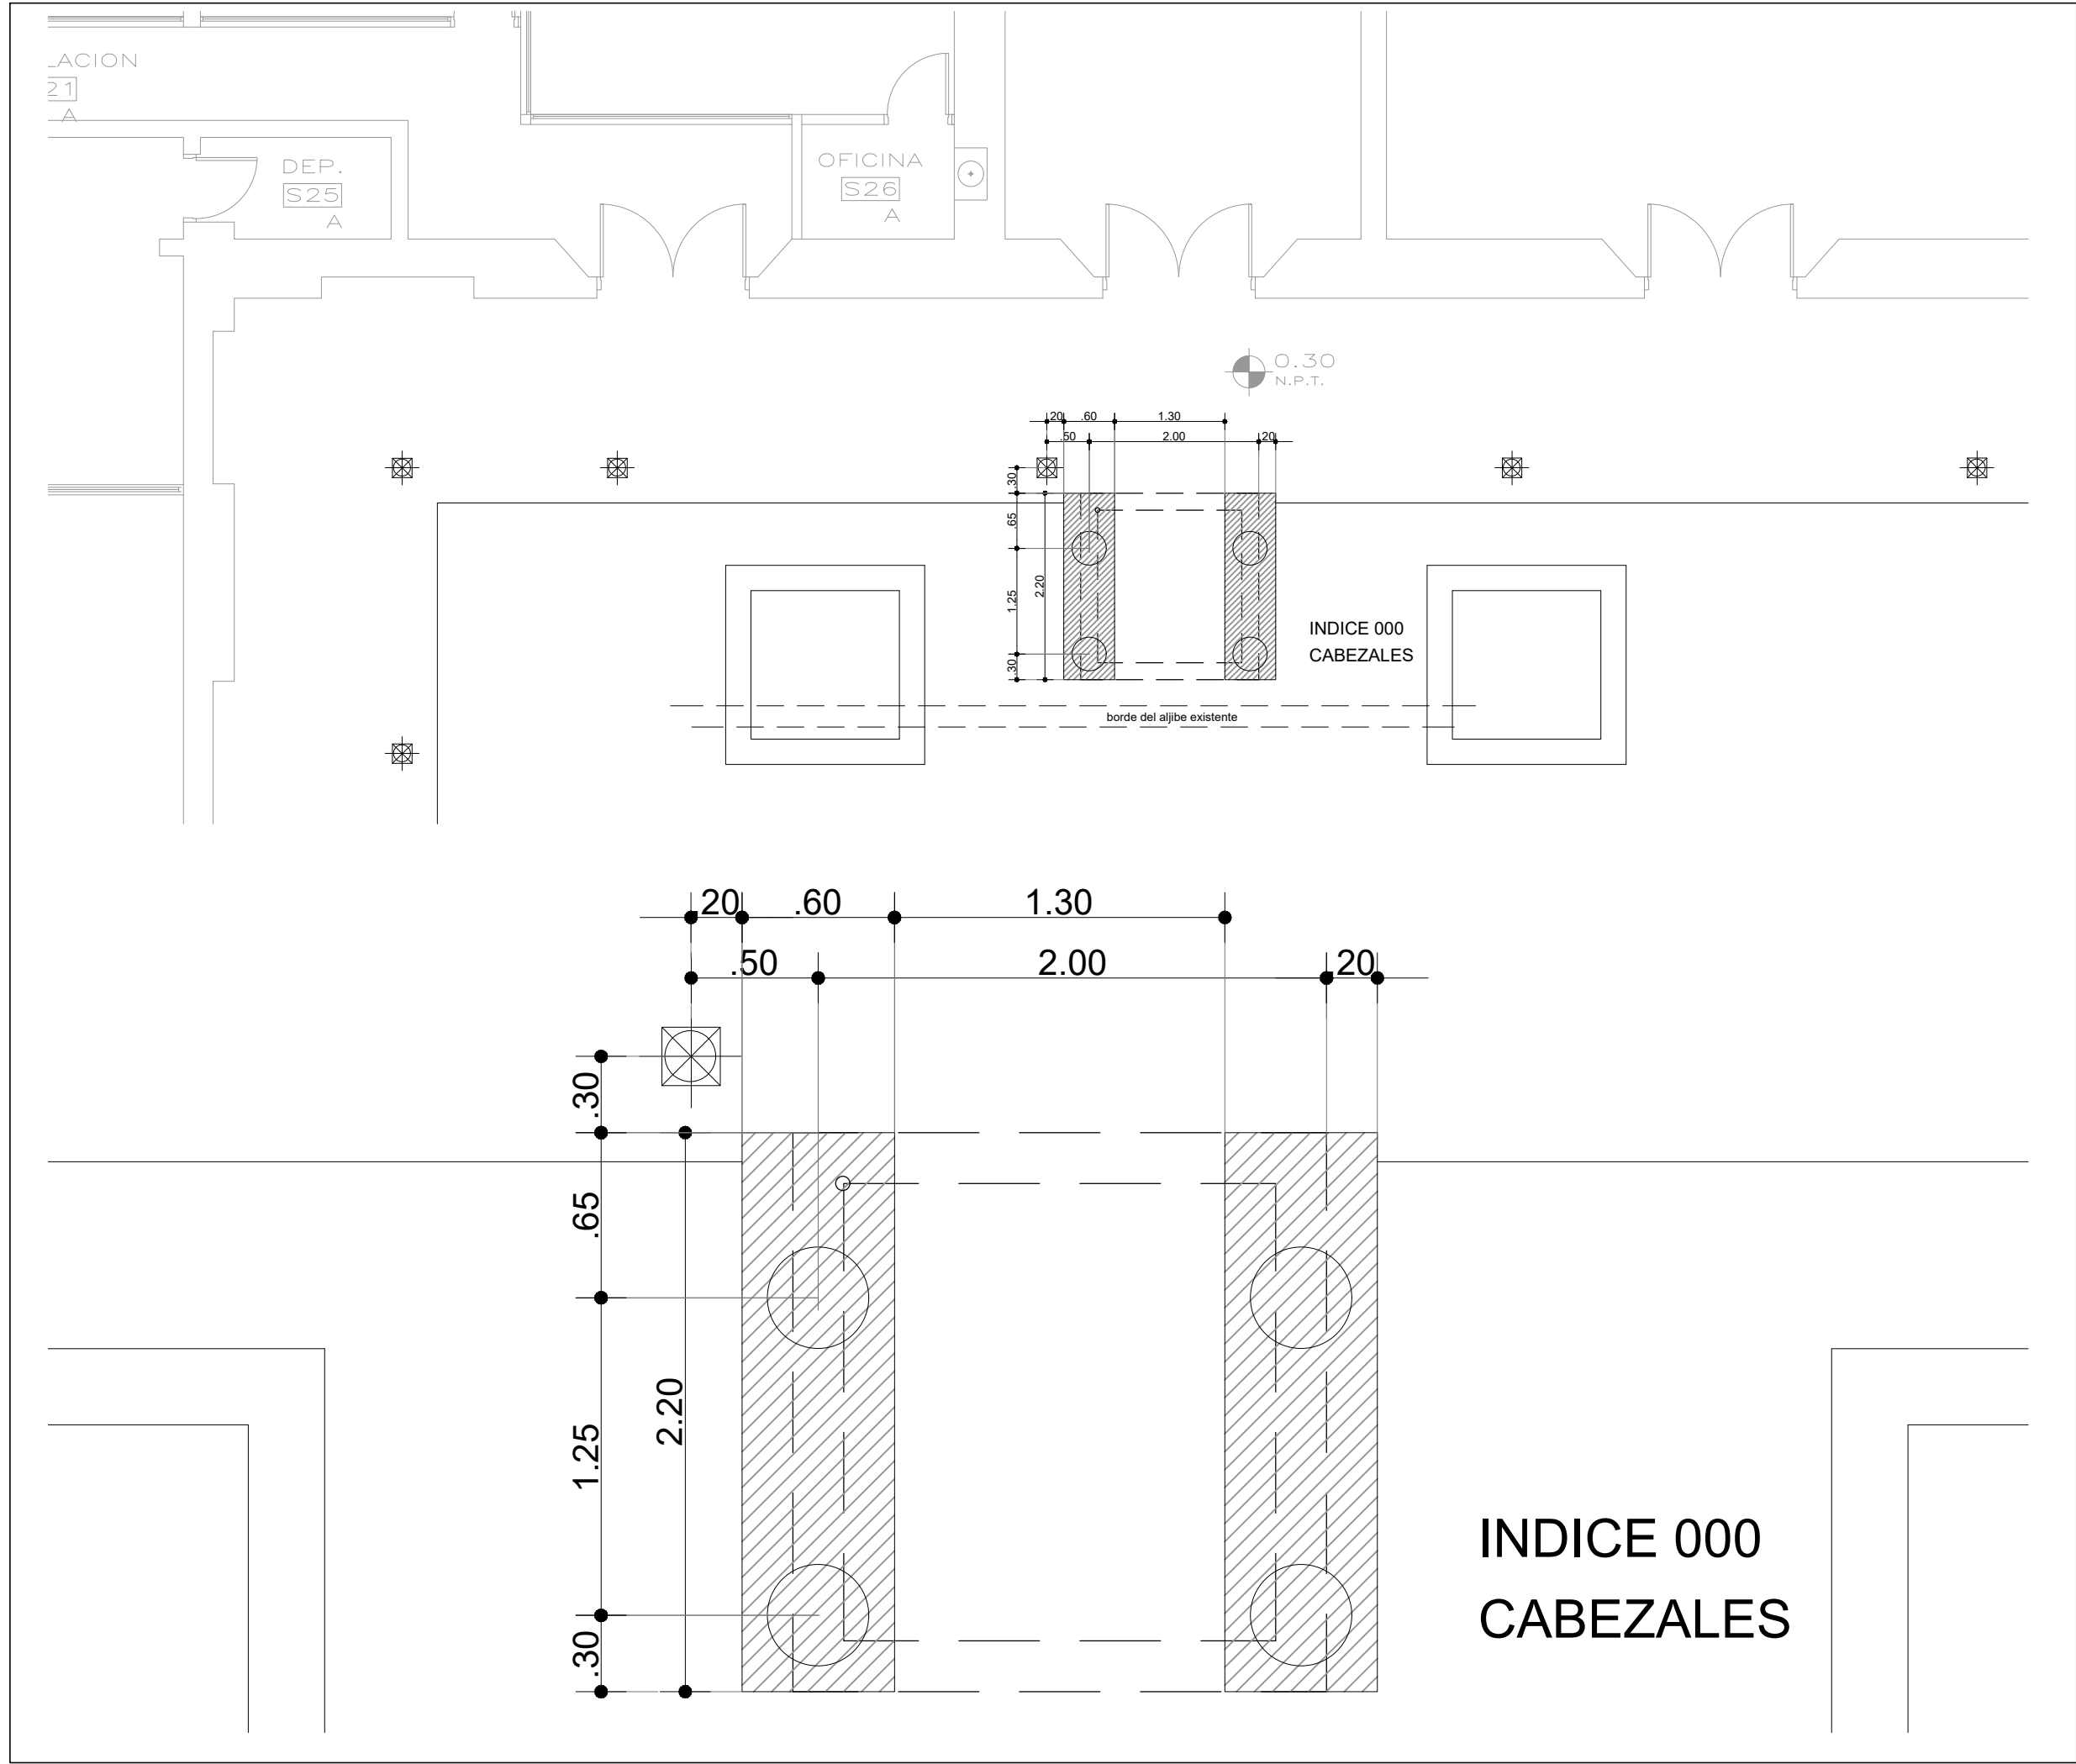 LACION
21
A
DEP.
S25
A
OFICINA
S26
A
0.30
N.P.T.
.20 .60 1.30
.50 2.00 .20
.30
.65
1.25
.30
2.20
INDICE 000
CABEZALES
borde del aljibe existente
.20 .60 1.30
.50 2.00 .20
.30
.65
1.25
.30
2.20
INDICE 000
CABEZALES